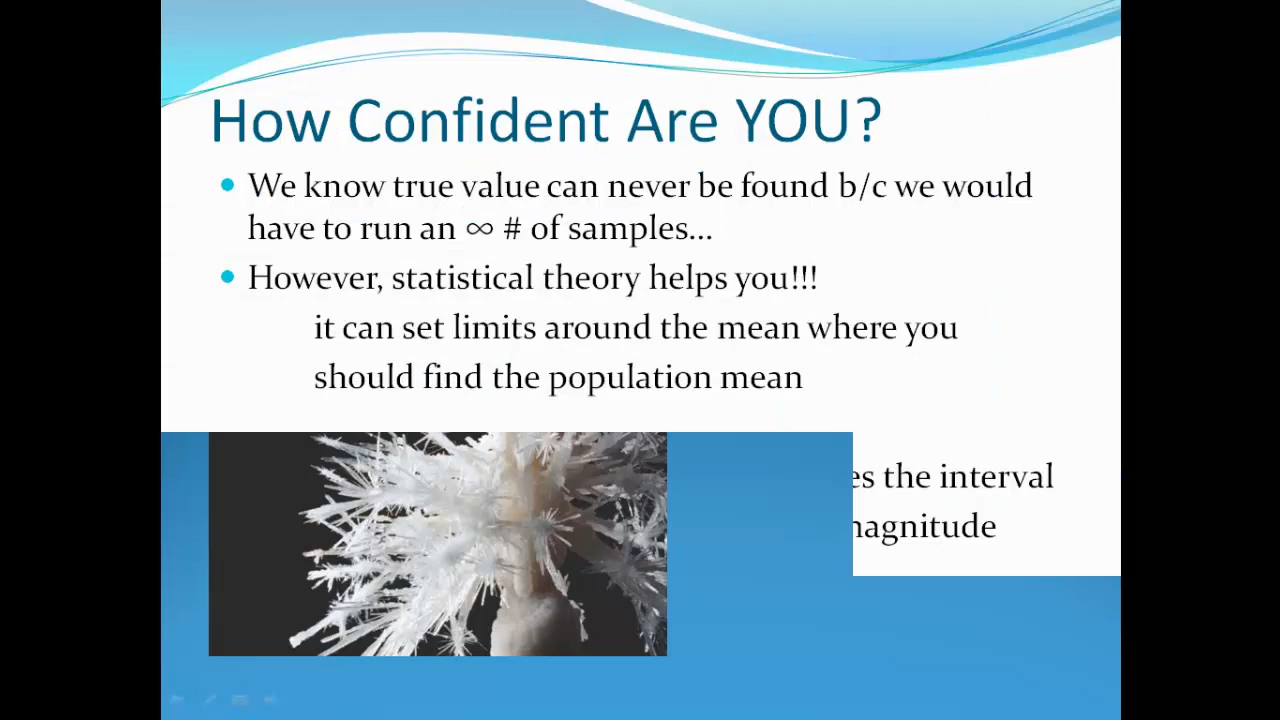 How Confident Are YOU?
We know true value can never be found b/c we would
have to run an ∞ # of samples...
However, statistical theory helps you!!!
it can set limits around the mean where you
should find the population mean
the interval